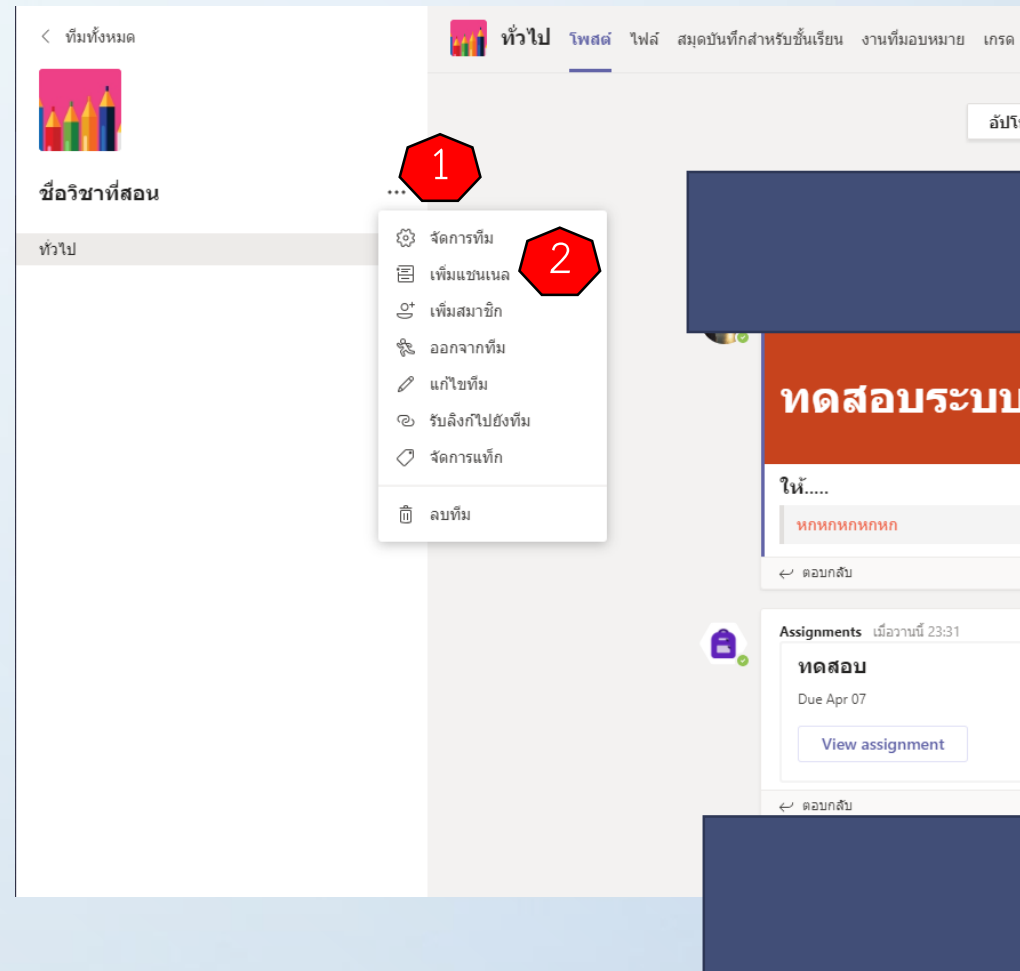 ทีมทั้งหมด
ทั่วไป โพสต์ ไฟล์ สมุดบันทึกสำหรับชั้นเรียน งานที่มอบหมาย เกรด
1
ชื่อวิชาที่สอน
...
ทั่วไป
จัดการทีม
2
เพิ่มแชนเนล
เพิ่มสมาชิก
ออกจากทีม
แก้ไขทีม
รับลิงก์ไปยังทีม
จัดการแท็ก
ลบทีม
ทดสอบระบบ
ให้.....
หกหกหกหกหก
ตอบกลับ
Assignments เมื่อวานนี้ 23:31
ทดสอบ
Due Apr 07
View assignment
ตอบกลับ